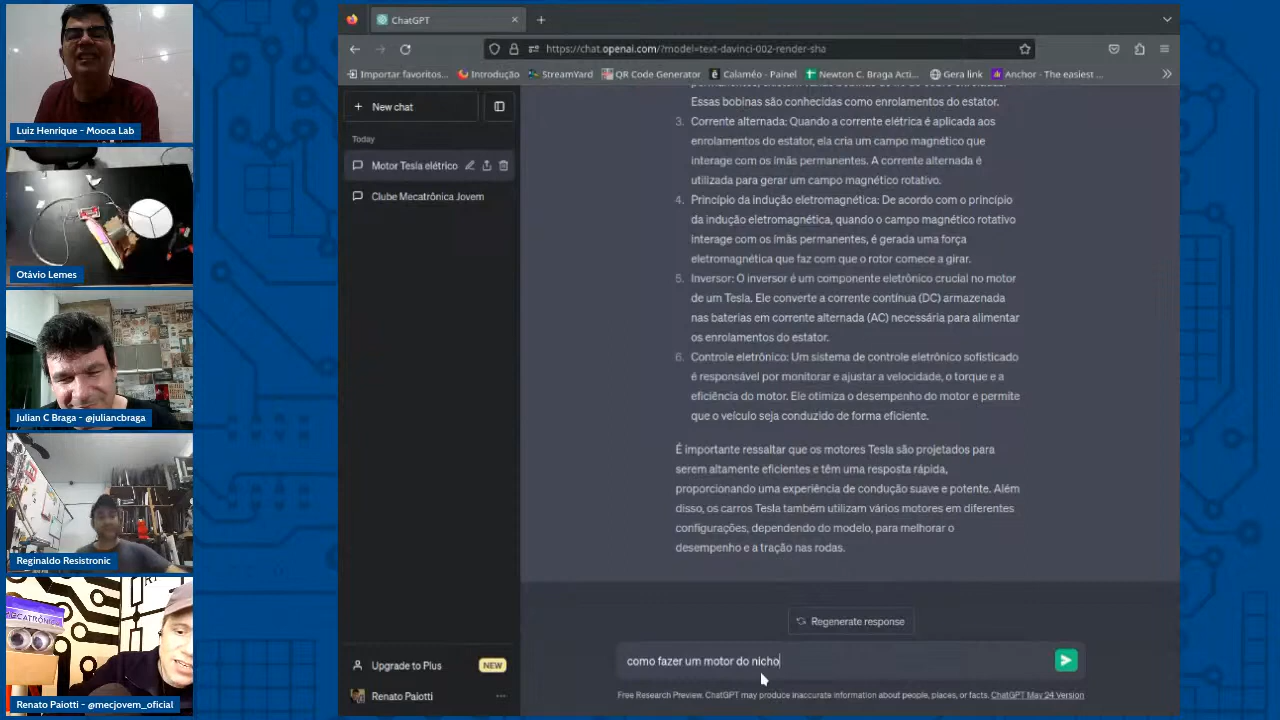 Luiz Henrique - Mooca Lab
Otávio Lemes
Julian C Braga - @juliancbraga
Reginaldo Resistronic
MECATRÔNIC
Renato Paiotti - @mecjovem_oficial
ChatGPT
https://chat.openai.com/?model=text-davinci-002-render-sha
Importar favoritos... Introdução StreamYard QR Code Generator Calaméo - Painel Newton C. Braga Acti... Gera link Anchor - The easiest ...
New chat
Today
Motor Tesla elétrico
Clube Mecatrônica Jovem
Upgrade to Plus NEW
Renato Paiotti
Essas bobinas são conhecidas como enrolamentos do estator.
3. Corrente alternada: Quando a corrente elétrica é aplicada aos
enrolamentos do estator, ela cria um campo magnético que
interage com os ímãs permanentes. A corrente alternada é
utilizada para gerar um campo magnético rotativo.
4. Princípio da indução eletromagnética: De acordo com o princípio
da indução eletromagnética, quando o campo magnético rotativo
interage com os ímãs permanentes, é gerada uma força
eletromagnética que faz com que o rotor comece a girar.
5. Inversor: O inversor é um componente eletrônico crucial no motor
de um Tesla. Ele converte a corrente contínua (DC) armazenada
nas baterias em corrente alternada (AC) necessária para alimentar
os enrolamentos do estator.
6. Controle eletrônico: Um sistema de controle eletrônico sofisticado
é responsável por monitorar e ajustar a velocidade, o torque e a
eficiência do motor. Ele otimiza o desempenho do motor e permite
que o veículo seja conduzido de forma eficiente.
É importante ressaltar que os motores Tesla são projetados para
serem altamente eficientes e têm uma resposta rápida,
proporcionando uma experiência de condução suave e potente. Além
disso, os carros Tesla também utilizam vários motores em diferentes
configurações, dependendo do modelo, para melhorar o
desempenho e a tração nas rodas.
Regenerate response
como fazer um motor do nicho
Free Research Preview. ChatGPT may produce inaccurate information about people, places, or facts. ChatGPT May 24 Version